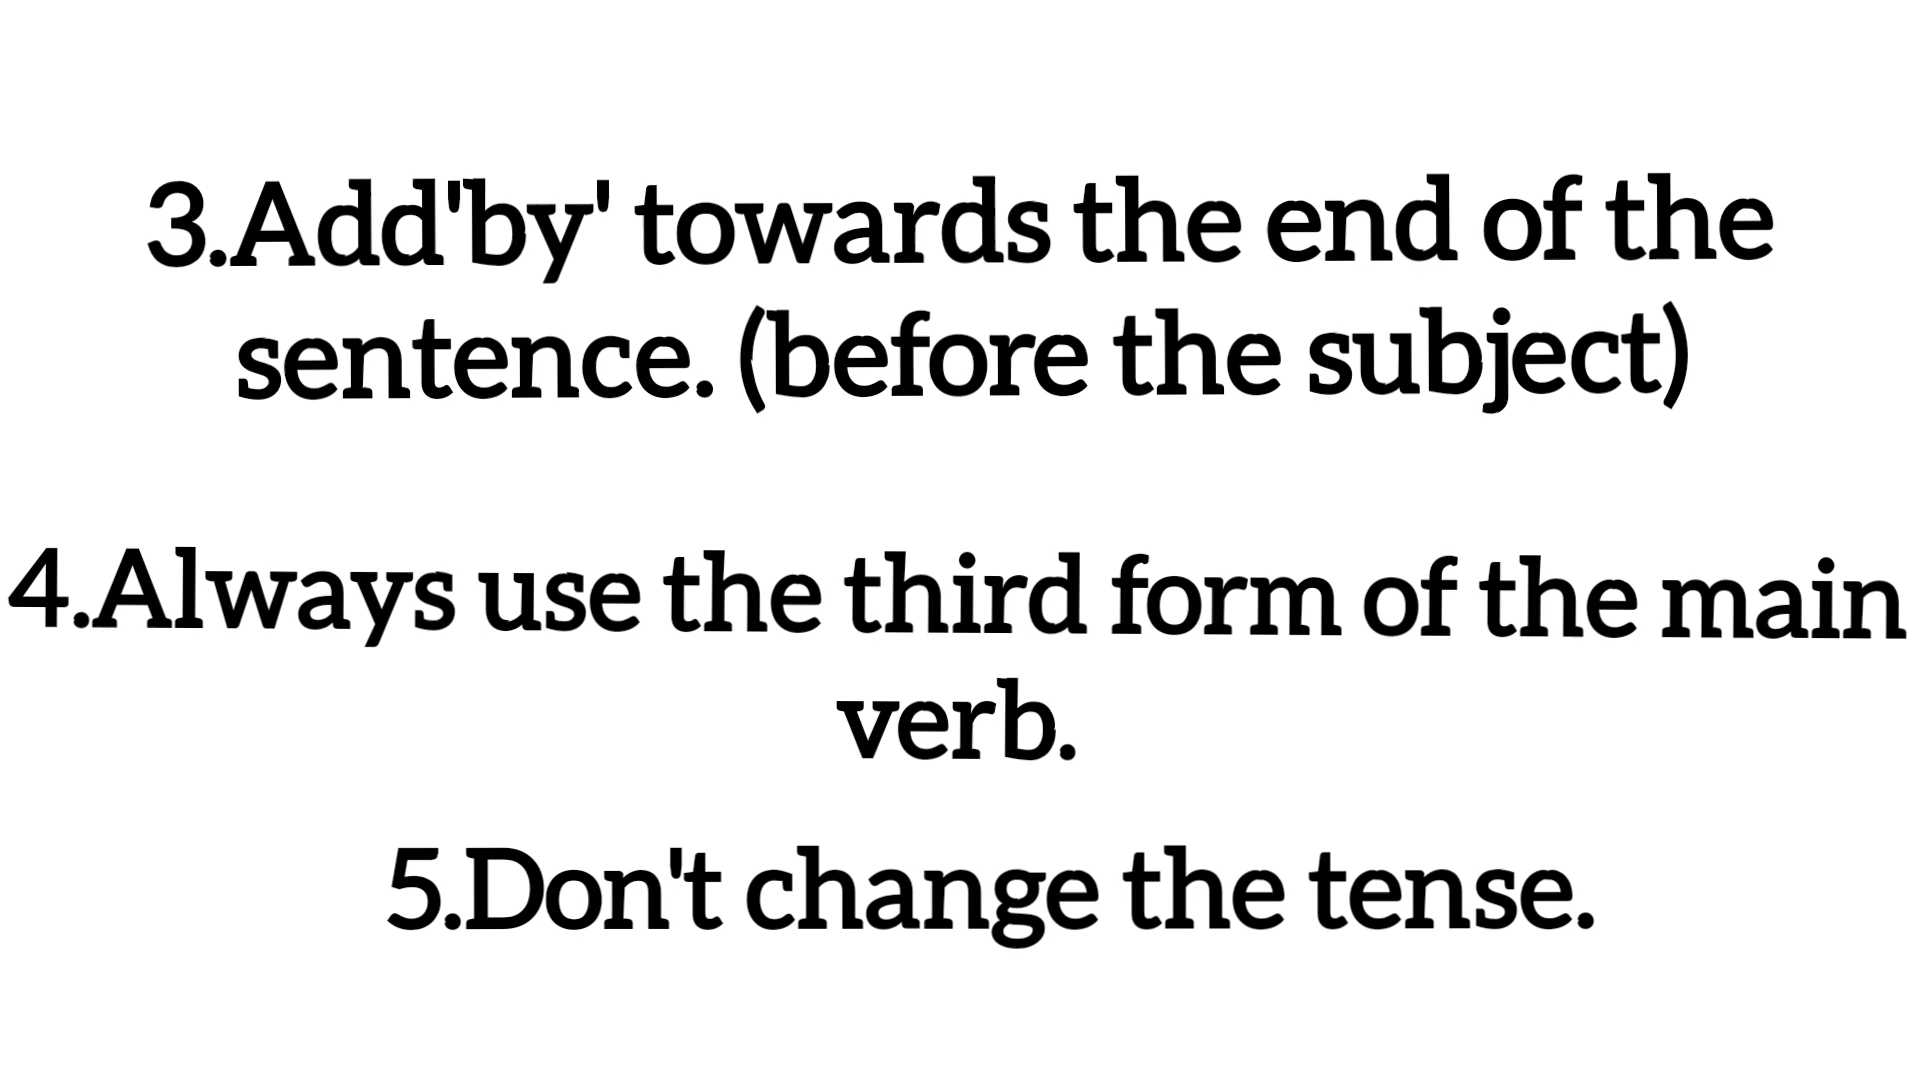 3.Add'by' towards the end of the
sentence. (before the subject)
4.Always use the third form of the main
verb.
5.Don't change the tense.